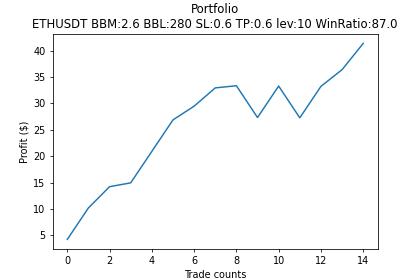 Portfolio
ETHUSDT BBM:2.6 BBL:280 SL:0.6 TP:0.6 lev:10 WinRatio:87.0
40
35
30
25
20
15
10
5
Profit ($)
0 2 4 6 8 10 12 14
Trade counts